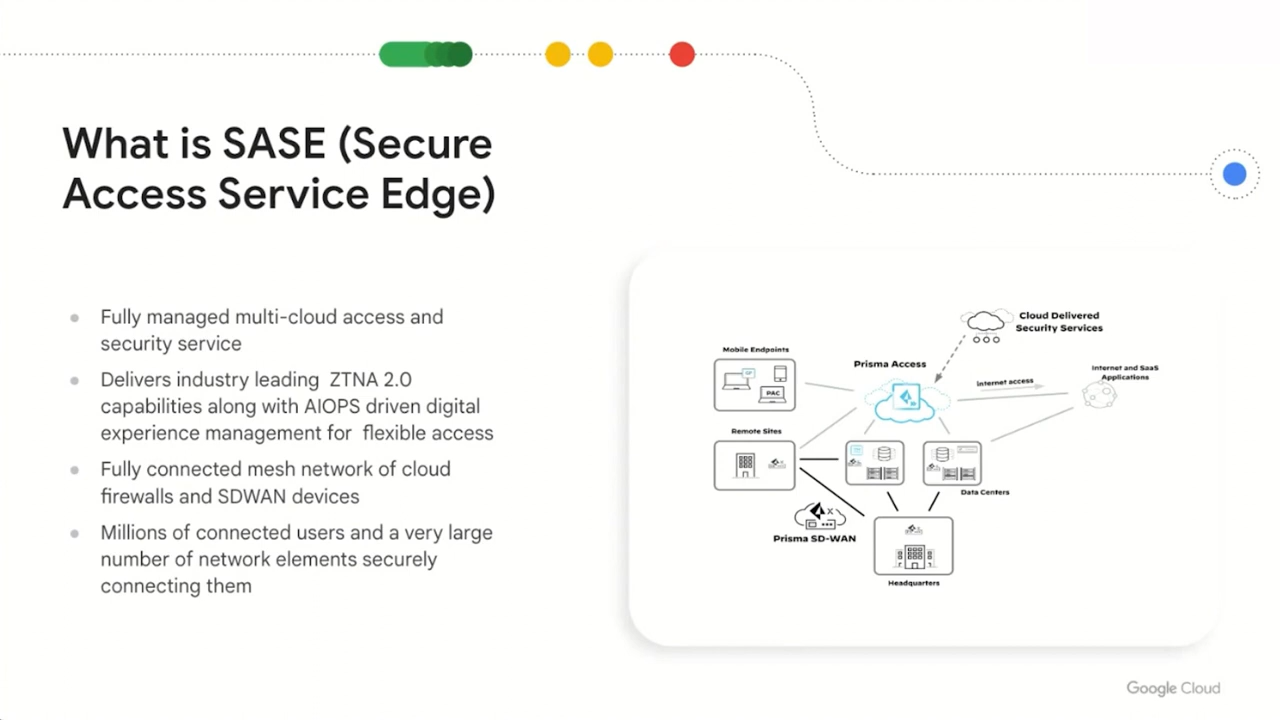 What is SASE (Secure
Access Service Edge)
Fully managed multi-cloud access and
security service
Delivers industry leading  ZTNA 2.0
capabilities along with AIOPS driven digital
experience management for  flexible access
Fully connected mesh network of cloud
firewalls and SDWAN devices
Millions of connected users and a very large
number of network elements securely
connecting them
Cloud Delivered
Security Services
Mobile Endpoints
GP
PAC
Prisma Access
Internet access
Internet and SaaS
Applications
Remote Sites
Data Centers
X
Prisma SD-WAN
Headquarters
Google Cloud